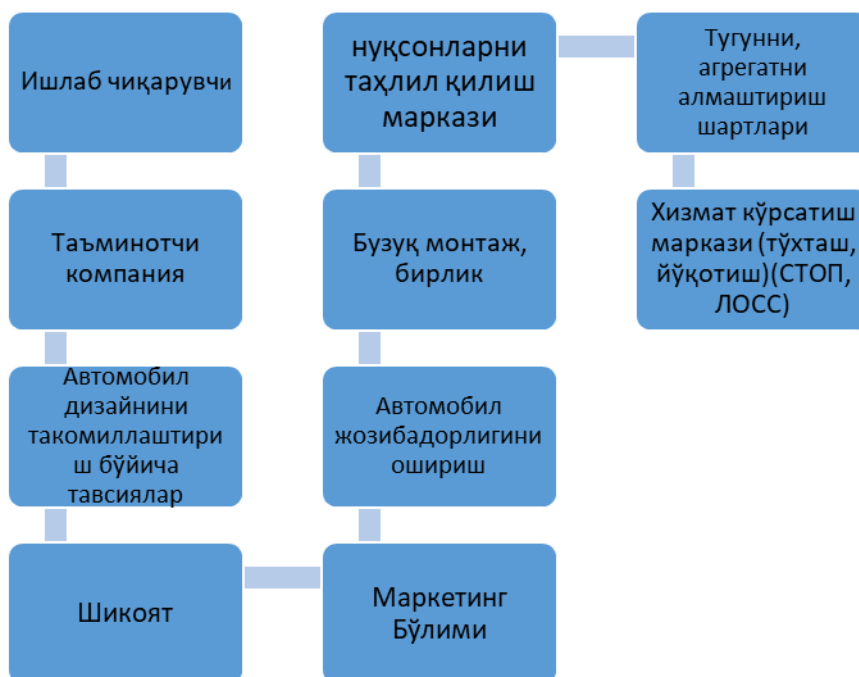 Ишлаб чиқарувчи
Таъминотчи
компания
Автомобил
дизайнини
такомиллаштири
ш бўйича
тавсиялар
Шикоят
Маркетинг
Бўлими
Автомобил
жозибадорлигини
ошириш
Бузуқ монтаж,
бирлик
нуқсонларни
таҳлил қилиш
маркази
Тугунни,
агрегатни
алмаштириш
шартлари
Хизмат кўрсатиш
маркази (тўхташ,
йўқотиш)(СТОП,
ЛОСС)